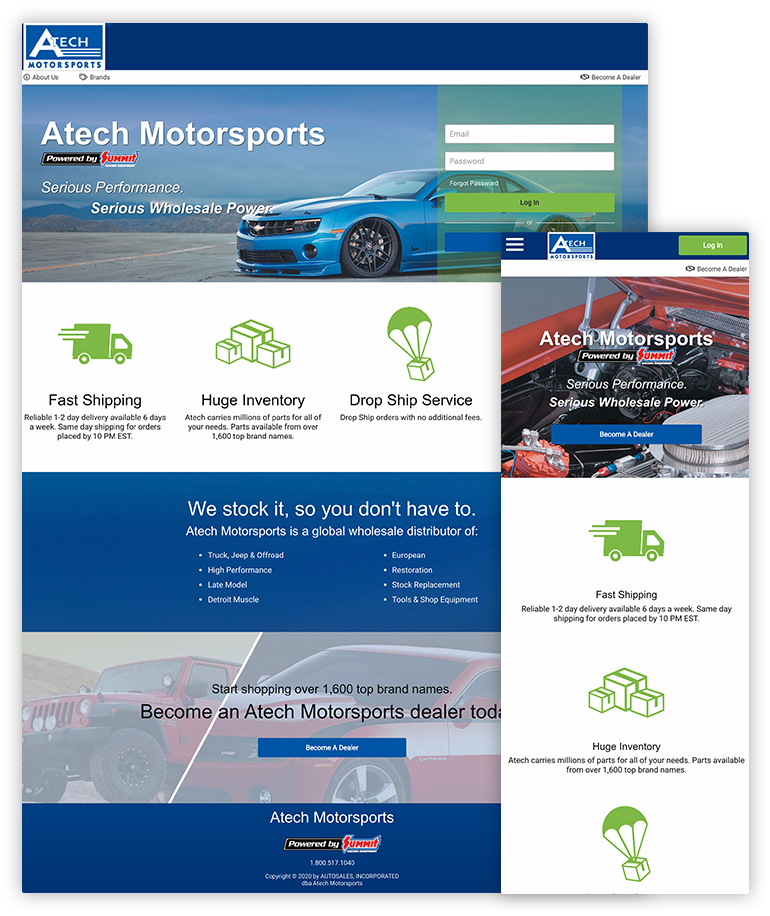 ATECH
MOTORSPORTS
About Us
Brands
Become A Dealer
Atech Motorsports
Powered by Summit
RACING EQUIPMENT
Serious Performance.
Serious Wholesale Power.
Email
Password
Forgot Password
Log In
or
Fast Shipping
Reliable 1-2 day delivery available 6 days
a week. Same day shipping for orders
placed by 10 PM EST.
Huge Inventory
Atech carries millions of parts for all of
your needs. Parts available from over
1,600 top brand names.
Drop Ship Service
Drop Ship orders with no additional fees.
We stock it, so you don't have to.
Atech Motorsports is a global wholesale distributor of:
• Truck, Jeep & Offroad
• High Performance
• Late Model
• Detroit Muscle
• European
• Restoration
• Stock Replacement
• Tools & Shop Equipment
Start shopping over 1,600 top brand names.
Become an Atech Motorsports dealer toda
Become A Dealer
Atech Motorsports
Powered by Summit
RACING EQUIPMENT
1.800.517.1040
Copyright © 2020 by AUTOSALES, INCORPORATED
dba Atech Motorsports
ATECH
MOTORSPORTS
Log In
Become A Dealer
Atech Motorsports
Powered by Summit
RACING EQUIPMENT
Serious Performance.
Serious Wholesale Power.
Become A Dealer
Fast Shipping
Reliable 1-2 day delivery available 6 days a week. Same day
shipping for orders placed by 10 PM EST.
Huge Inventory
Atech carries millions of parts for all of your needs. Parts available
from over 1,600 top brand names.